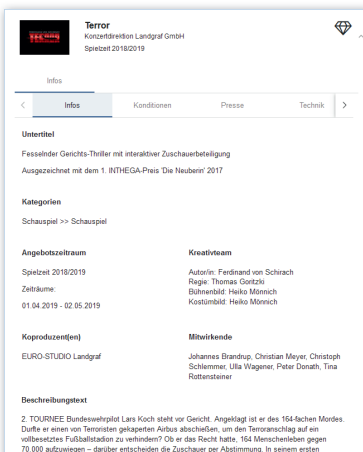 Terror
Konzertdirektion Landgraf GmbH
Spielzeit 2018/2019
Infos
Infos Konditionen Presse Technik
Untertitel
Fesselnder Gerichts-Thriller mit interaktiver Zuschauerbeteiligung
Ausgezeichnet mit dem 1. INTHEGA-Preis 'Die Neuberin' 2017
Kategorien
Schauspiel >> Schauspiel
Angebotszeitraum
Spielzeit 2018/2019
Zeiträume:
01.04.2019 - 02.05.2019
Kreativteam
Autor/in: Ferdinand von Schirach
Regie: Thomas Goritzki
Bühnenbild: Heiko Mönnich
Kostümbild: Heiko Mönnich
Koproduzent(en)
EURO-STUDIO Landgraf
Mitwirkende
Johannes Brandrup, Christian Meyer, Christoph
Schlemmer, Ulla Wagener, Peter Donath, Tina
Rottensteiner
Beschreibungstext
2. TOURNEE Bundeswehrpilot Lars Koch steht vor Gericht. Angeklagt ist er des 164-fachen Mordes.
Durfte er einen von Terroristen gekaperten Airbus abschießen, um den Terroranschlag auf ein
vollbesetztes Fußballstadion zu verhindern? Ob er das Recht hatte, 164 Menschenleben gegen
70.000 aufzuwiegen – darüber entscheiden die Zuschauer per Abstimmung. In seinem ersten